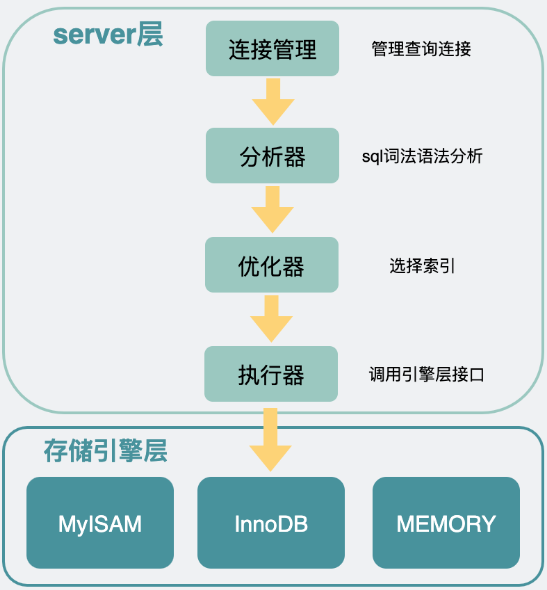 server层
连接管理
管理查询连接
分析器
sql词法语法分析
优化器
选择索引
执行器
调用引擎层接口
存储引擎层
MyISAM
InnoDB
MEMORY